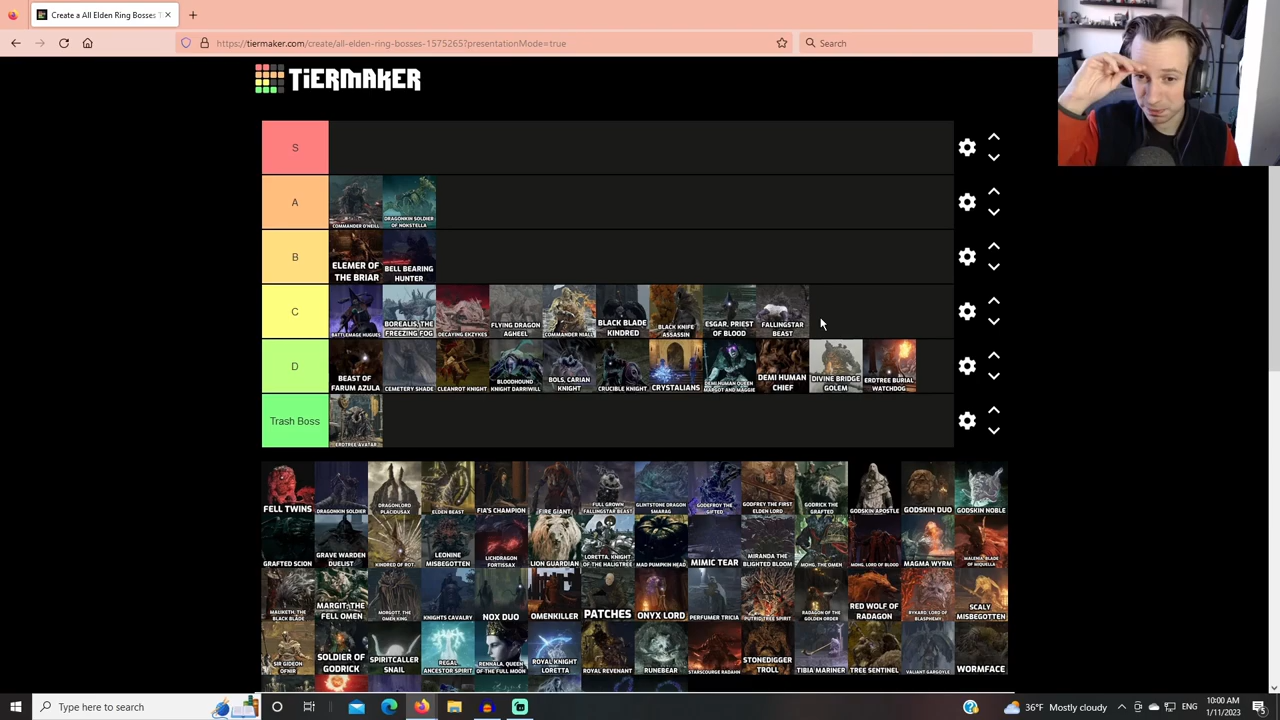 Create a All Elden Ring Bosses T
https://tiermaker.com/create/all-elden-ring-bosses-1575265?presentationMode=true
Search
TiERMAKER
S
A
COMMANDER O'NEILL
DRAGONKIN SOLDIER
OF NOKSTELLA
B
ELEMER OF
THE BRIAR
BELL BEARING
HUNTER
C
BATTLEMAGE HUGUES
BOREALIS, THE
FREEZING FOG
DECAYING EKZYKES
FLYING DRAGON
AGHEEL
COMMANDER NIALL
BLACK BLADE
KINDRED
BLACK KNIFE
ASSASSIN
ESGAR, PRIEST
OF BLOOD
FALLINGSTAR
BEAST
D
BEAST OF
FARUM AZULA
CEMETERY SHADE
CLEANROT KNIGHT
BLOODHOUND
KNIGHT DARRIWILL
BOLS, CARIAN
KNIGHT
CRUCIBLE KNIGHT
CRYSTALIANS
DEMI HUMAN QUEEN
MARGOT AND MAGGIE
DEMI HUMAN
CHIEF
DIVINE BRIDGE
GOLEM
ERDTREE BURIAL
WATCHDOG
Trash Boss
ERDTREE AVATAR
FELL TWINS
DRAGONKIN SOLDIER
DRAGONLORD
PLACIDUSAX
ELDEN BEAST
FIA'S CHAMPION
FIRE GIANT
FULL GROWN
FALLINGSTAR BEAST
GLINTSTONE DRAGON
SMARAG
GODEFROY THE
GRIFTED
GODFREY THE FIRST
ELDEN LORD
GODRICK THE
GRAFTED
GODSKIN APOSTLE
GODSKIN DUO
GODSKIN NOBLE
GRAFTED SCION
GRAVE WARDEN
DUELIST
KINDRED OF ROT
LEONINE
MISBEGOTTEN
LICHDRAGON
FORTISSAX
LION GUARDIAN
LORETTA, KNIGHT
OF THE HALIGTREE
MAD PUMPKIN HEAD
MIMIC TEAR
MIRANDA THE
BLIGHTED BLOOM
MOHG, THE OMEN
MOHG, LORD OF BLOOD
MAGMA WYRM
MALENIA, BLADE
OF MIQUELLA
MALIKETH, THE
BLACK BLADE
MARGIT, THE
FELL OMEN
MORGOTT, THE
OMEN KING
KNIGHTS CAVALRY
NOX DUO
OMENKILLER
PATCHES
ONYX LORD
PERFUMER TRICIA
PUTRID TREE SPIRIT
RADAGON OF THE
GOLDEN ORDER
RED WOLF OF
RADAGON
RYKARD, LORD OF
BLASPHEMY
SCALY
MISBEGOTTEN
SIR GIDEON
OFNIR
SOLDIER OF
GODRICK
SPIRITCALLER
SNAIL
REGAL
ANCESTOR SPIRIT
RENNALA, QUEEN
OF THE FULL MOON
ROYAL KNIGHT
LORETTA
ROYAL REVENANT
RUNEBEAR
STARSCOURGE RADAHN
STONEDIGGER
TROLL
TIBIA MARINER
TREE SENTINEL
VALIANT GARGOYLE
WORMFACE
Type here to search
36°F Mostly cloudy
10:00 AM
1/11/2023
5